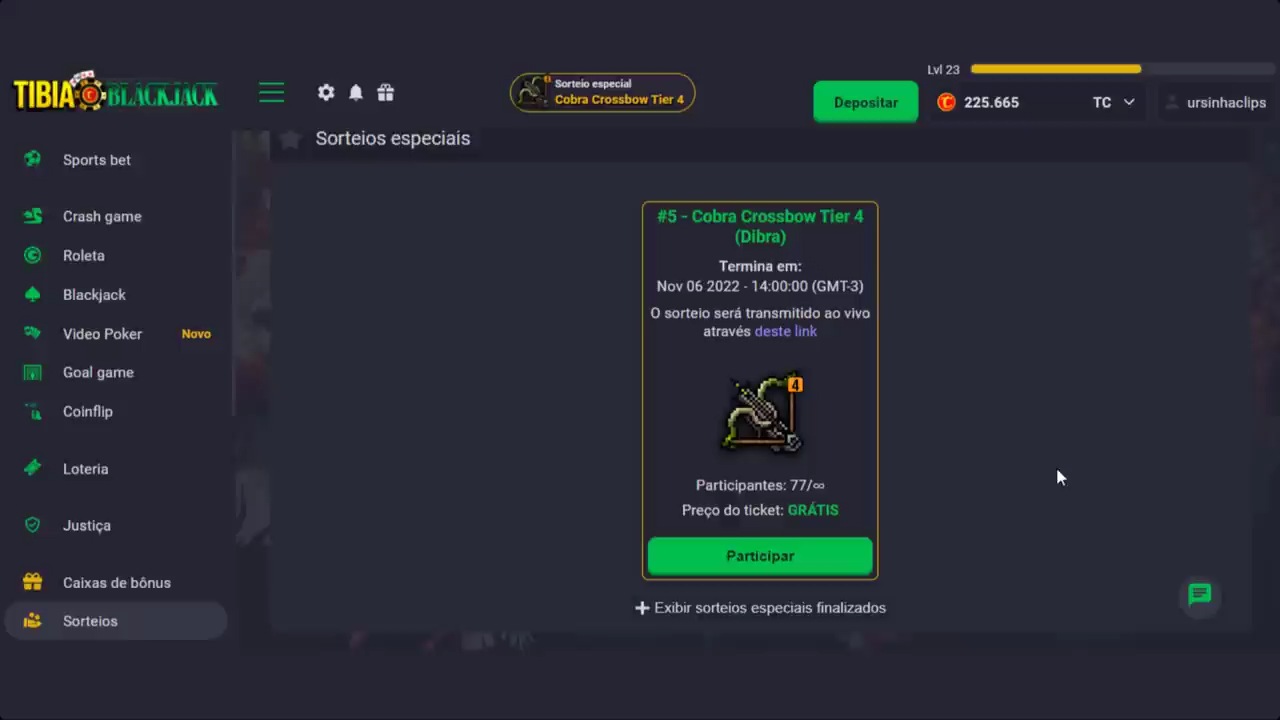 TIBIA BLACKJACK
Sorteio especial
Cobra Crossbow Tier 4
Depositar
Lvl 23
225.665
TC
ursinhaclips
Sports bet
Crash game
Roleta
Blackjack
Video Poker Novo
Goal game
Coinflip
Loteria
Justiça
Caixas de bônus
Sorteios
Sorteios especiais
#5 - Cobra Crossbow Tier 4
(Dibra)
Termina em:
Nov 06 2022 - 14:00:00 (GMT-3)
O sorteio será transmitido ao vivo
através deste link
4
Participantes: 77/∞
Preço do ticket: GRÁTIS
Participar
+ Exibir sorteios especiais finalizados